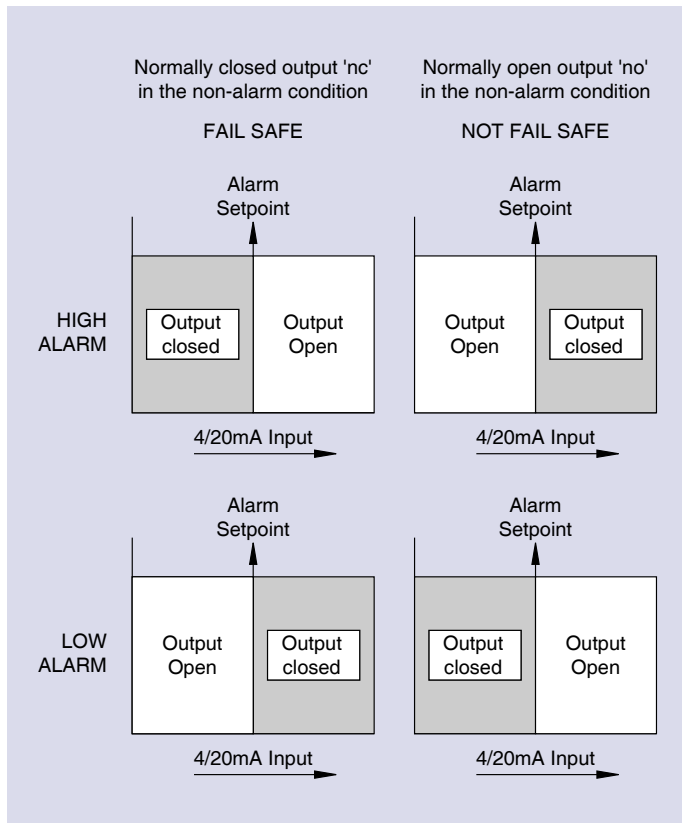 Normally closed output 'nc'
in the non-alarm condition
FAIL SAFE
Normally open output 'no'
in the non-alarm condition
NOT FAIL SAFE
HIGH
ALARM
Alarm
Setpoint
Output
closed
Output
Open
4/20mA Input
Alarm
Setpoint
Output
Open
Output
closed
4/20mA Input
LOW
ALARM
Alarm
Setpoint
Output
Open
Output
closed
4/20mA Input
Alarm
Setpoint
Output
closed
Output
Open
4/20mA Input